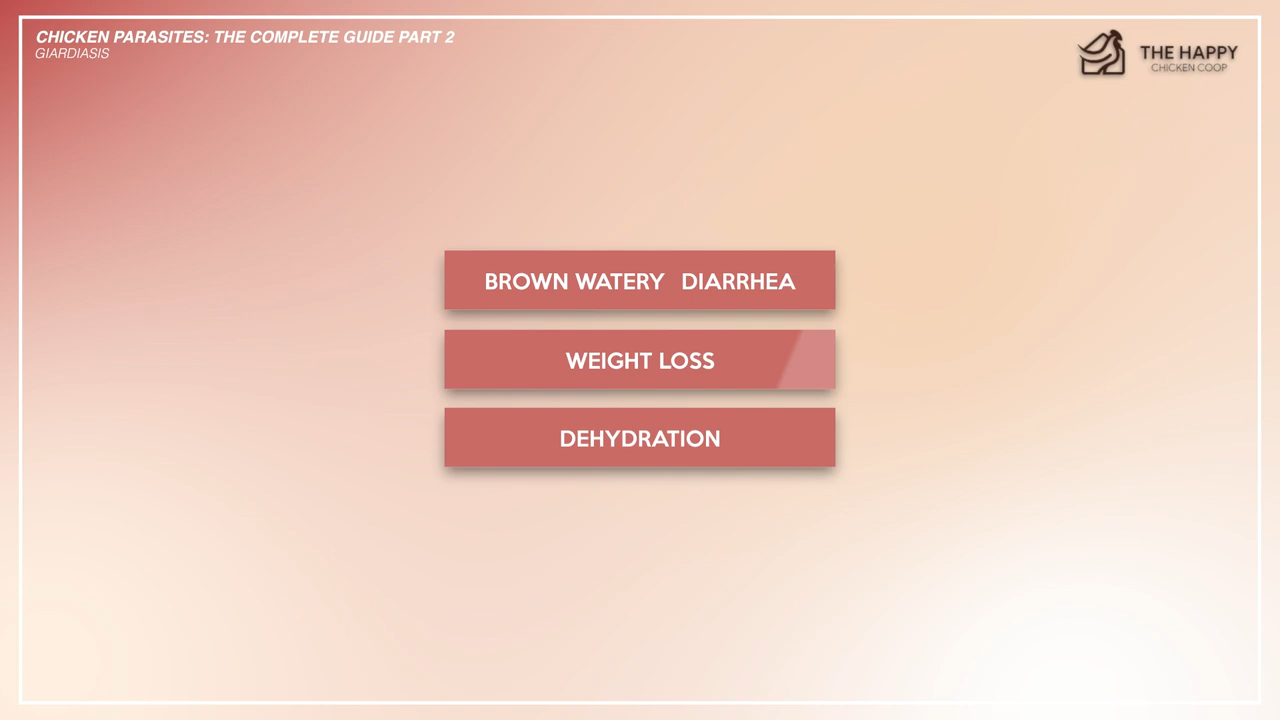 CHICKEN PARASITES: THE COMPLETE GUIDE PART 2
GIARDIASIS
THE HAPPY
CHICKEN COOP
BROWN WATERY DIARRHEA
WEIGHT LOSS
DEHYDRATION